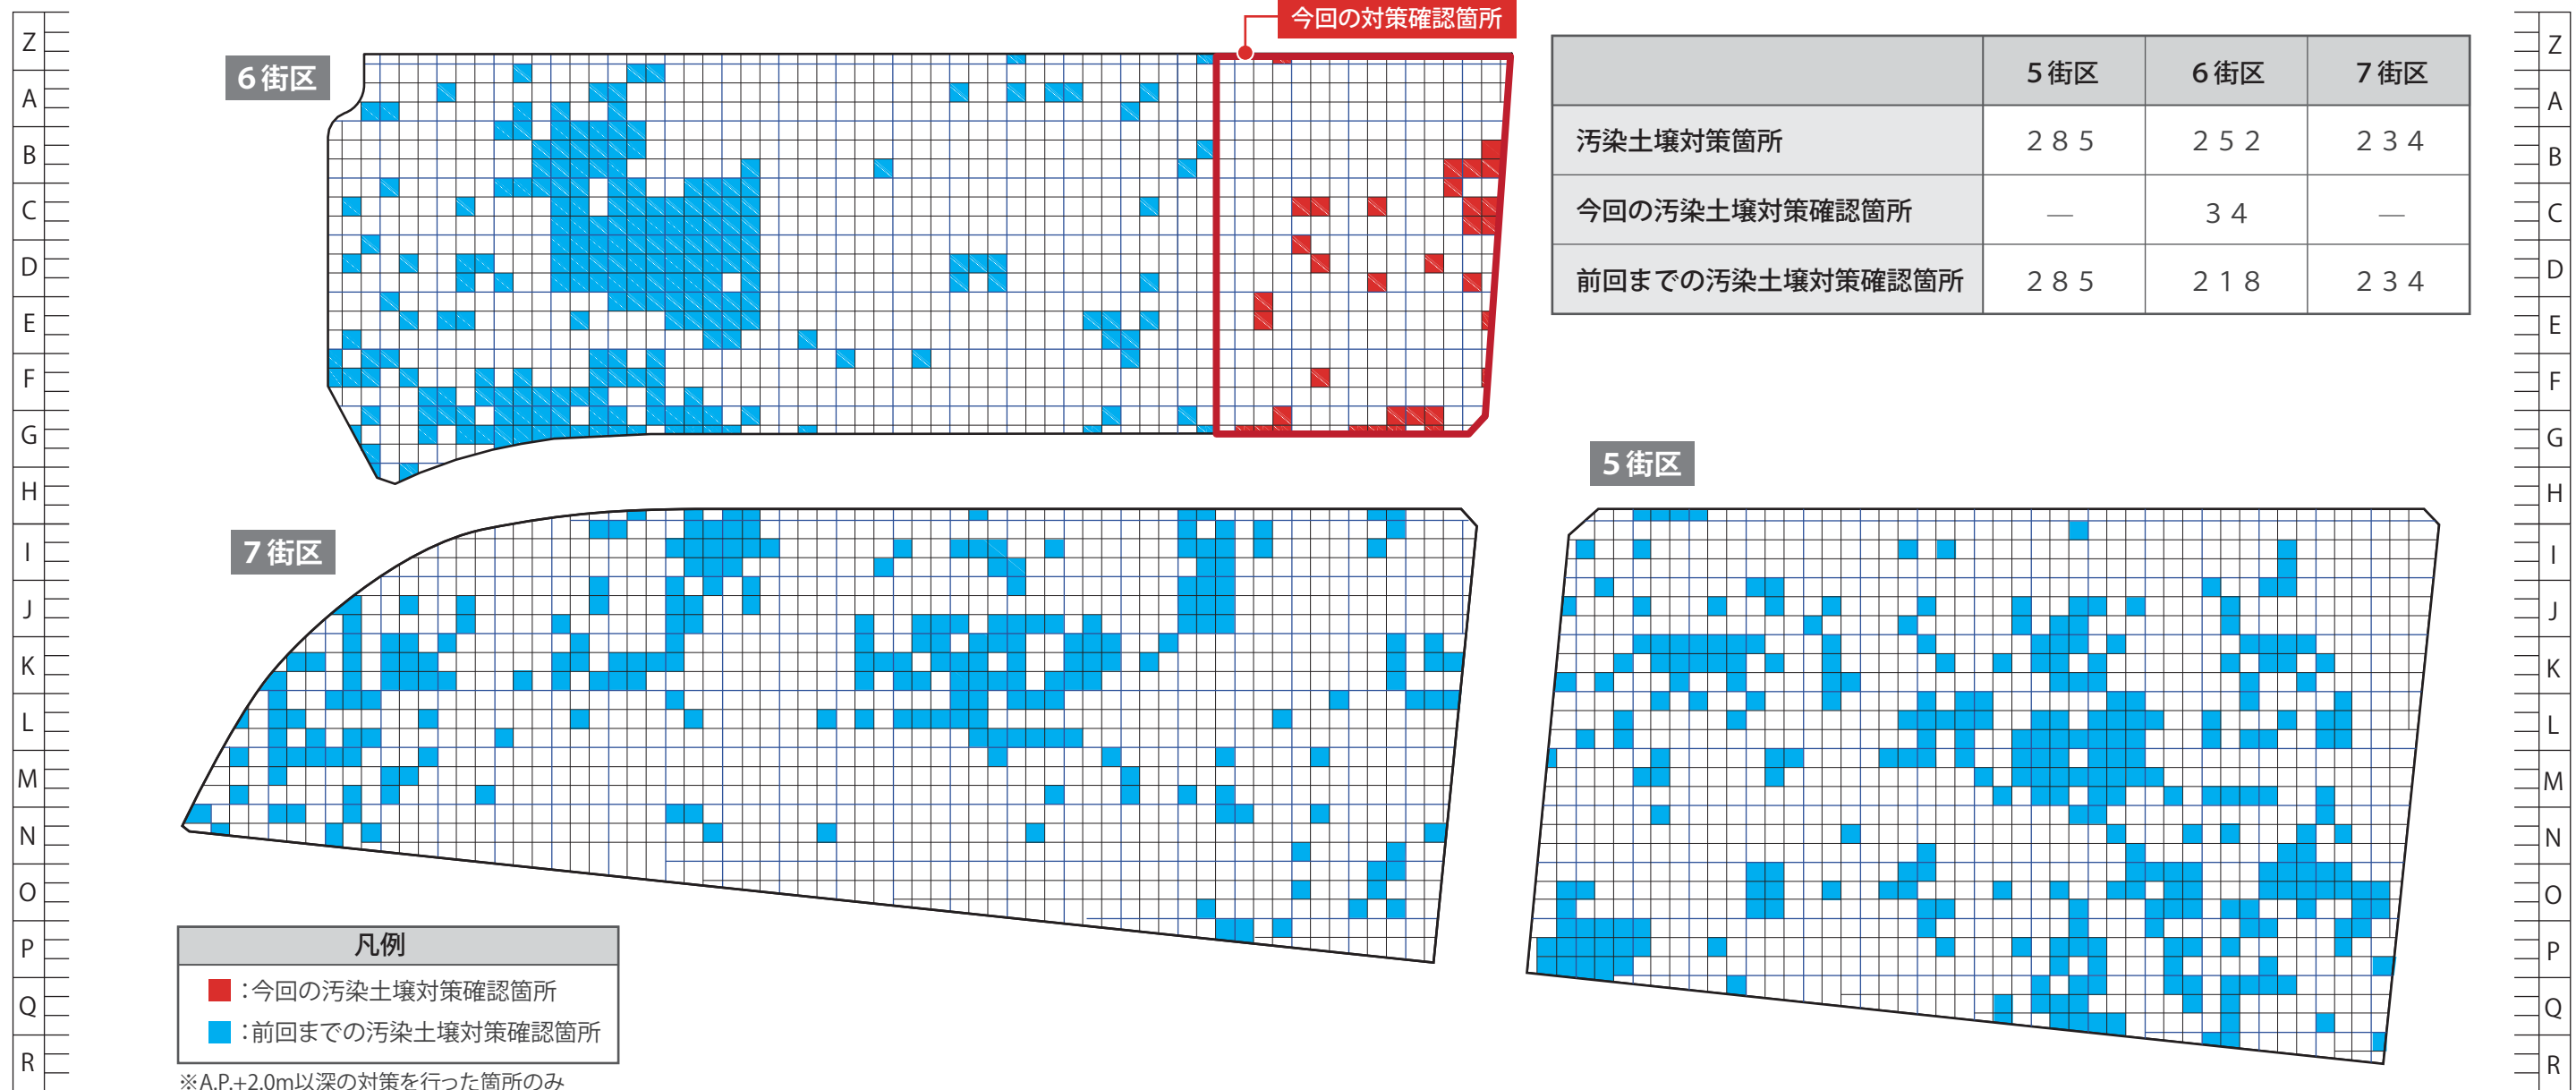 今回の対策確認箇所
6街区
5街区 6街区 7街区
汚染土壌対策箇所 285 252 234
今回の汚染土壌対策確認箇所 — 34 —
前回までの汚染土壌対策確認箇所 285 218 234
5街区
7街区
凡例
：今回の汚染土壌対策確認箇所
：前回までの汚染土壌対策確認箇所
※A.P.+2.0m以深の対策を行った箇所のみ
Z
A
B
C
D
E
F
G
H
I
J
K
L
M
N
O
P
Q
R
Z
A
B
C
D
E
F
G
H
I
J
K
L
M
N
O
P
Q
R